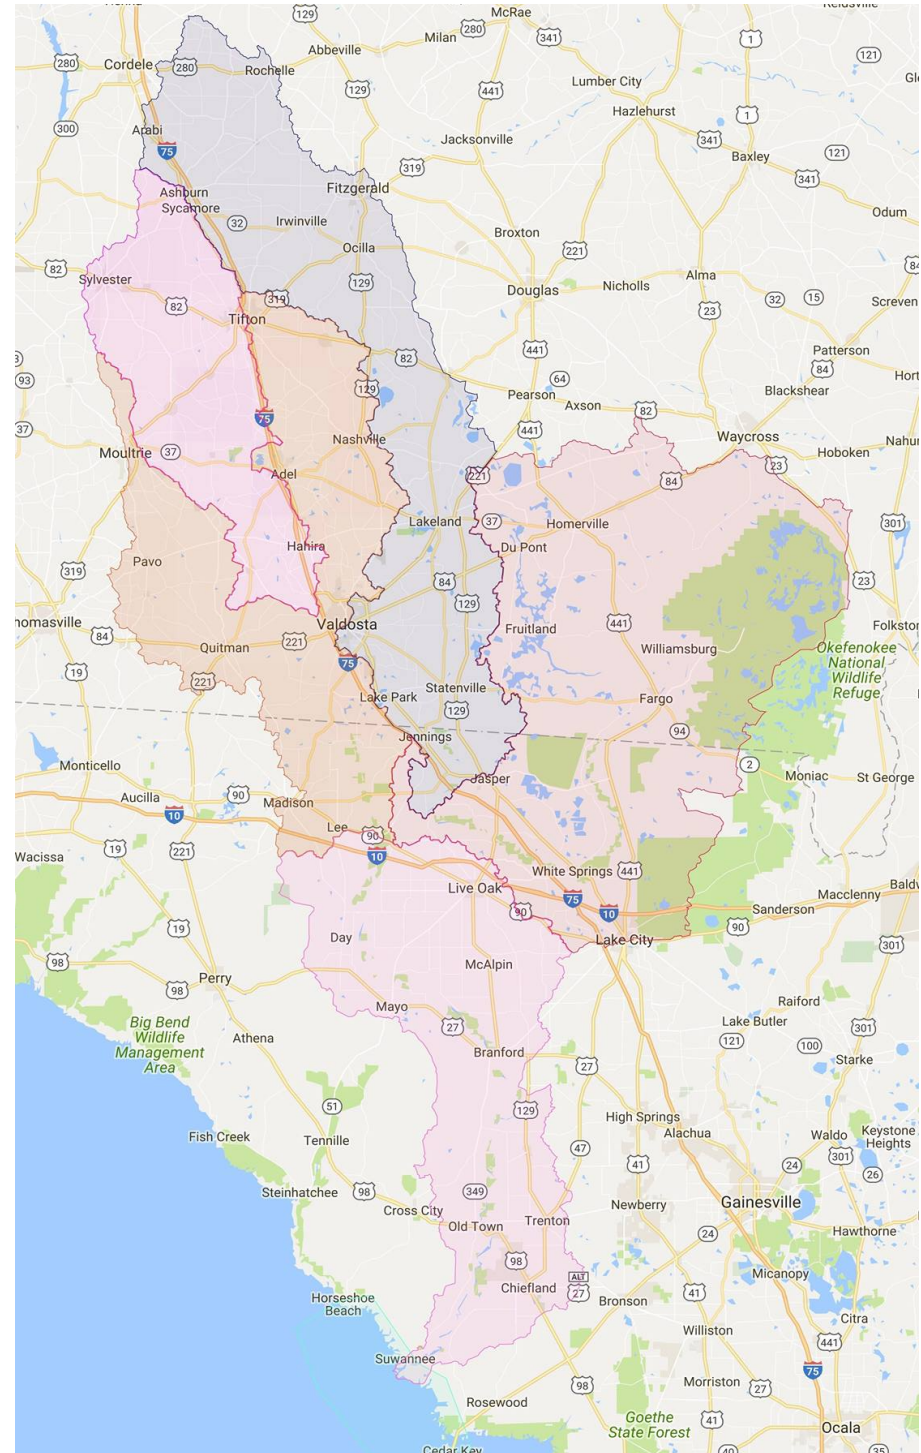 129
McRae
Reidsville
280
Milan
280
341
1
Abbeville
121
Cordele
280
Rochelle
Lumber City
129
441
Hazlehurst
300
Arabi
1
Jacksonville
341
75
319
Baxley
121
341
Ashburn
Fitzgerald
Sycamore
32
Irwinville
Odum
Broxton
Ocilla
221
82
Sylvester
129
Alma
84
Douglas
Nicholls
82
319
32
15
Screven
23
Tifton
441
Patterson
82
84
93
129
64
Blackshear
Pearson
Axson
82
75
37
441
Waycross
Nashville
Moultrie
37
Hoboken
23
Adel
221
84
Lakeland
37
Homerville
301
Hahira
Du Pont
Pavo
319
84
23
129
Valdosta
441
84
Fruitland
Quitman
221
Williamsburg
Okefenokee
National
Wildlife
Refuge
19
75
221
Lake Park
Statenville
Fargo
129
94
Jennings
Monticello
2
Moniac
St George
Jasper
Aucilla
90
Madison
10
Lee
90
19
221
10
Wacissa
White Springs
441
Live Oak
75
10
Macclenny
90
Sanderson
90
19
Day
Lake City
301
98
McAlpin
98
Perry
Mayo
Raiford
Big Bend
Wildlife
Management
Area
27
Lake Butler
301
Athena
121
100
Branford
Starke
27
51
129
High Springs
Fish Creek
Tennille
Alachua
Waldo
Keystone
Heights
47
301
41
24
26
Steinhatchee
98
349
Gainesville
Cross City
Newberry
Old Town
Trenton
24
Hawthorne
98
Micanopy
ALT
27
Chiefland
41
Horseshoe
Beach
Bronson
Citra
Williston
441
Suwannee
75
98
Morriston
27
Rosewood
Goethe
State Forest
41
Ocala
Cedar Key
40
35